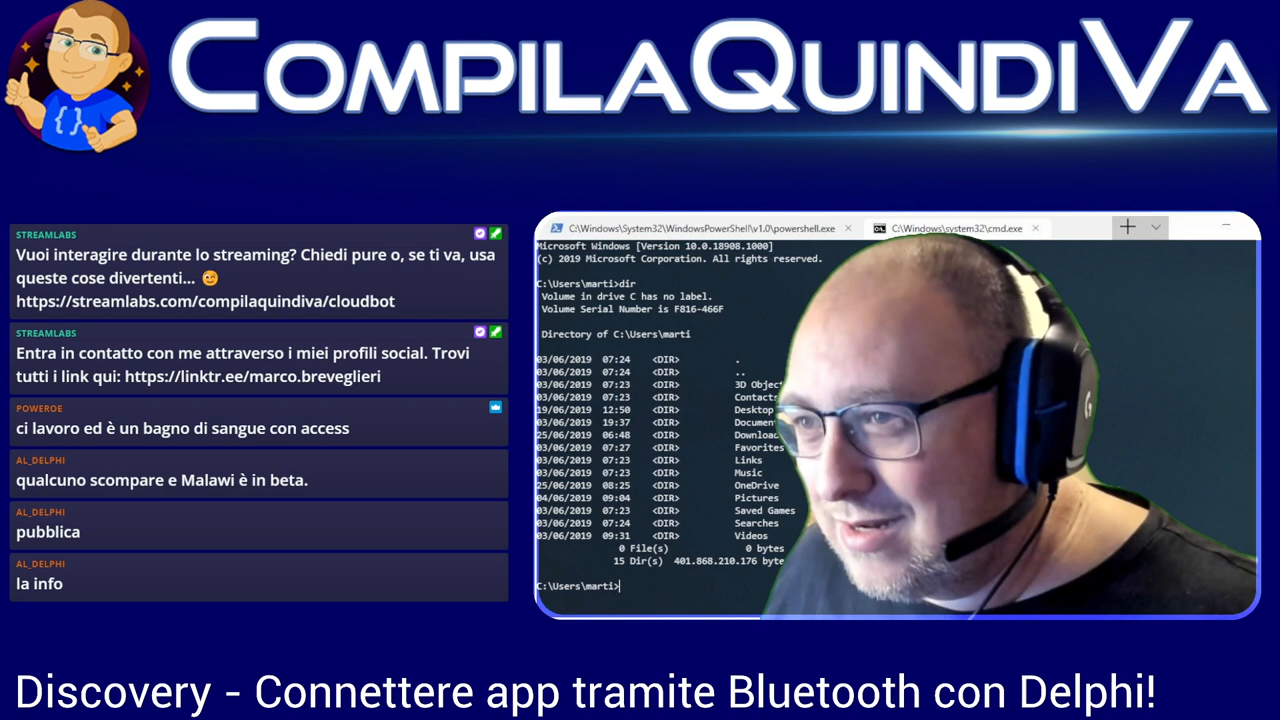 COMPILAQUINDIVA
{ }
STREAMLABS
Vuoi interagire durante lo streaming? Chiedi pure o, se ti va, usa
queste cose divertenti... 😉
https://streamlabs.com/compilaquindiva/cloudbot
STREAMLABS
Entra in contatto con me attraverso i miei profili social. Trovi
tutti i link qui: https://linktr.ee/marco.breveglieri
POWEROE
ci lavoro ed è un bagno di sangue con access
AL_DELPHI
qualcuno scompare e Malawi è in beta.
AL_DELPHI
pubblica
AL_DELPHI
la info
C:\Windows\System32\WindowsPowerShell\v1.0\powershell.exe
C:\Windows\system32\cmd.exe
Microsoft Windows [Version 10.0.18908.1000]
(c) 2019 Microsoft Corporation. All rights reserved.
C:\Users\marti>dir
Volume in drive C has no label.
Volume Serial Number is F816-466F
Directory of C:\Users\marti
03/06/2019 07:24 <DIR> .
03/06/2019 07:24 <DIR> ..
03/06/2019 07:23 <DIR> 3D Objec
03/06/2019 07:23 <DIR> Contacts
19/06/2019 12:50 <DIR> Desktop
03/06/2019 19:37 <DIR> Documen
25/06/2019 06:48 <DIR> Downloa
03/06/2019 07:27 <DIR> Favorites
03/06/2019 07:23 <DIR> Links
03/06/2019 07:23 <DIR> Music
25/06/2019 08:25 <DIR> OneDrive
04/06/2019 09:04 <DIR> Pictures
03/06/2019 07:23 <DIR> Saved Games
03/06/2019 07:24 <DIR> Searches
03/06/2019 09:31 <DIR> Videos
0 File(s) 0 bytes
15 Dir(s) 401.868.210.176 byte
C:\Users\marti>
Discovery - Connettere app tramite Bluetooth con Delphi!